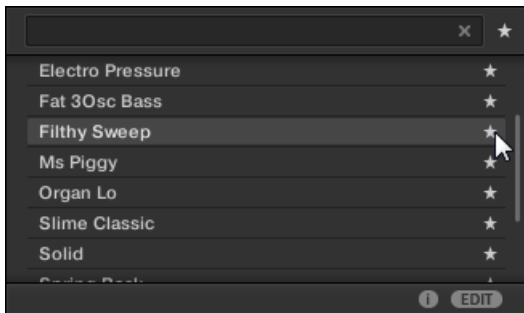 Electro Pressure
Fat 3Osc Bass
Filthy Sweep
Ms Piggy
Organ Lo
Slime Classic
Solid
EDIT